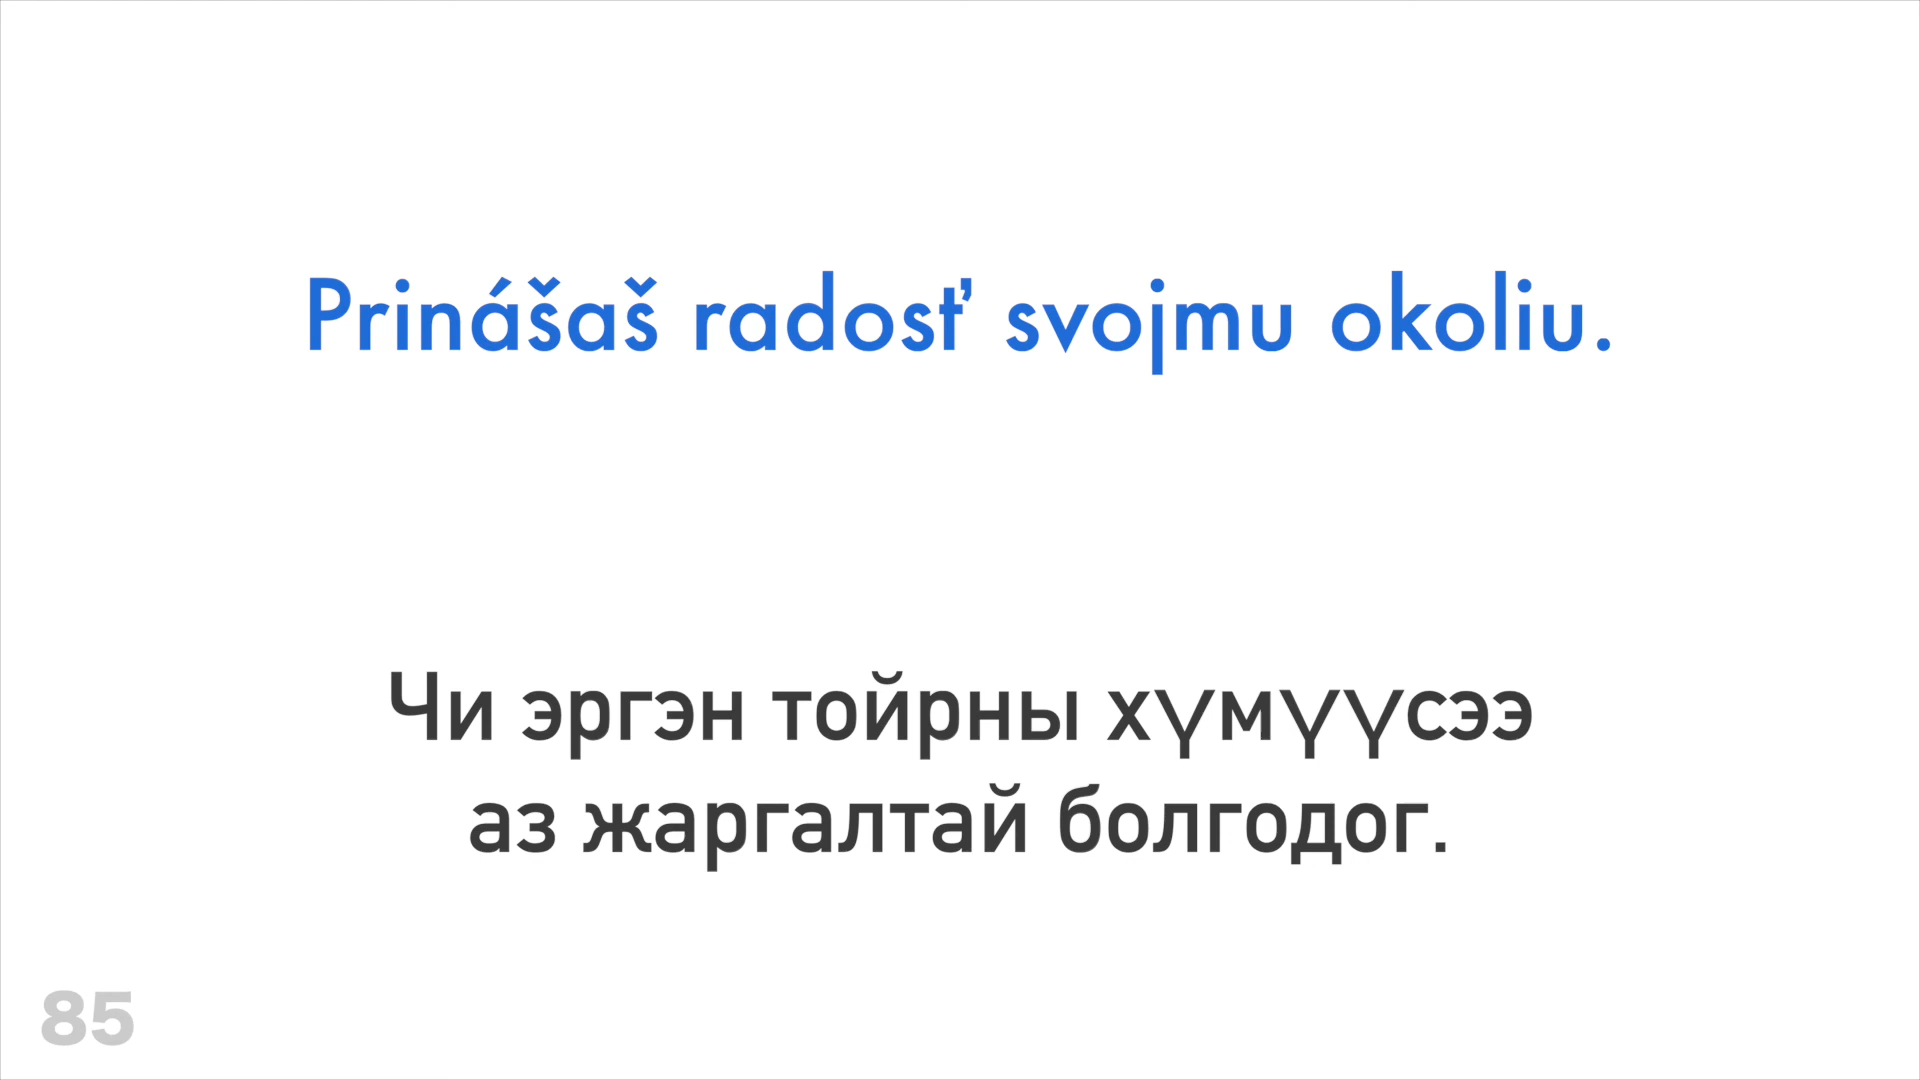 Prinášaš radosť svojmu okoliu.
Чи эргэн тойрны хүмүүсээ
аз жаргалтай болгодог.
85